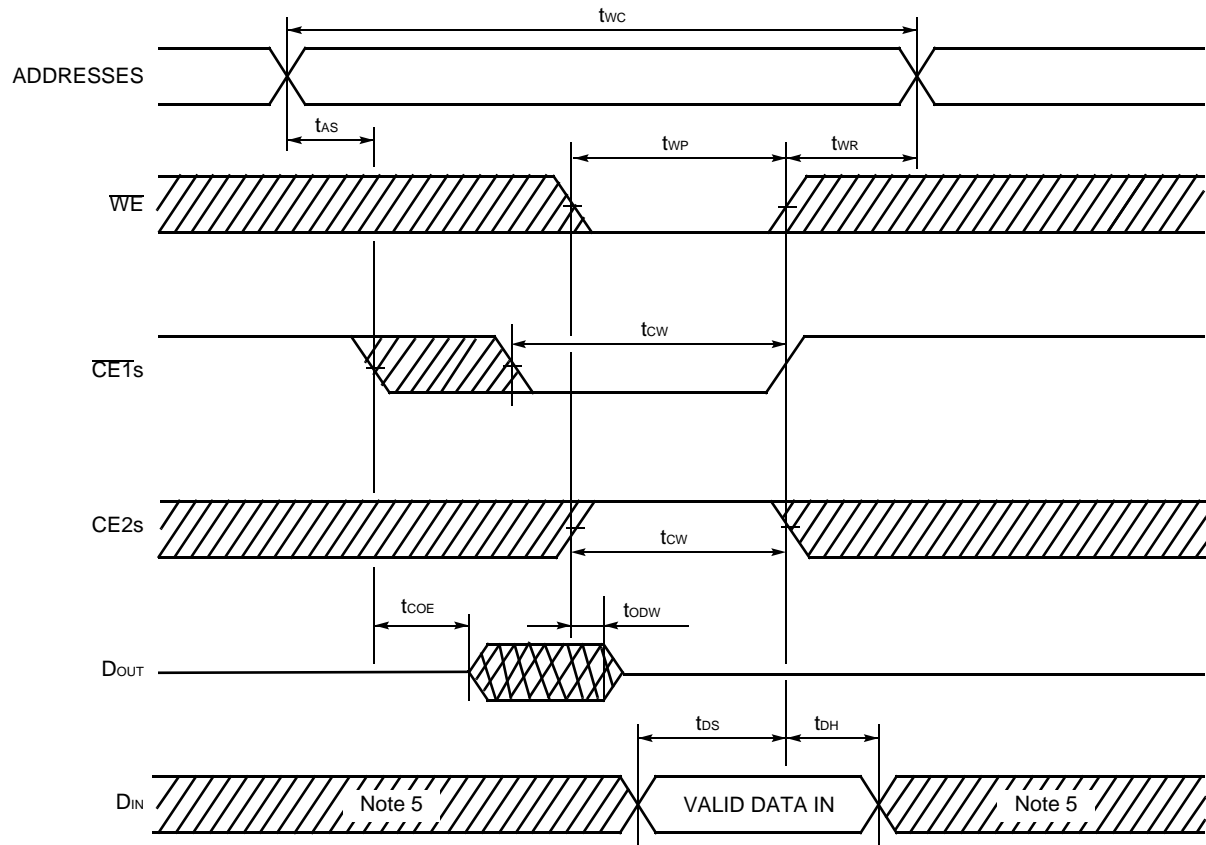 tWC
ADDRESSES
tAS
tWP
tWR
WE
tCW
CE1s
CE2s
tCW
tCOE
tODW
DOUT
tDS
tDH
DIN
Note 5
VALID DATA IN
Note 5